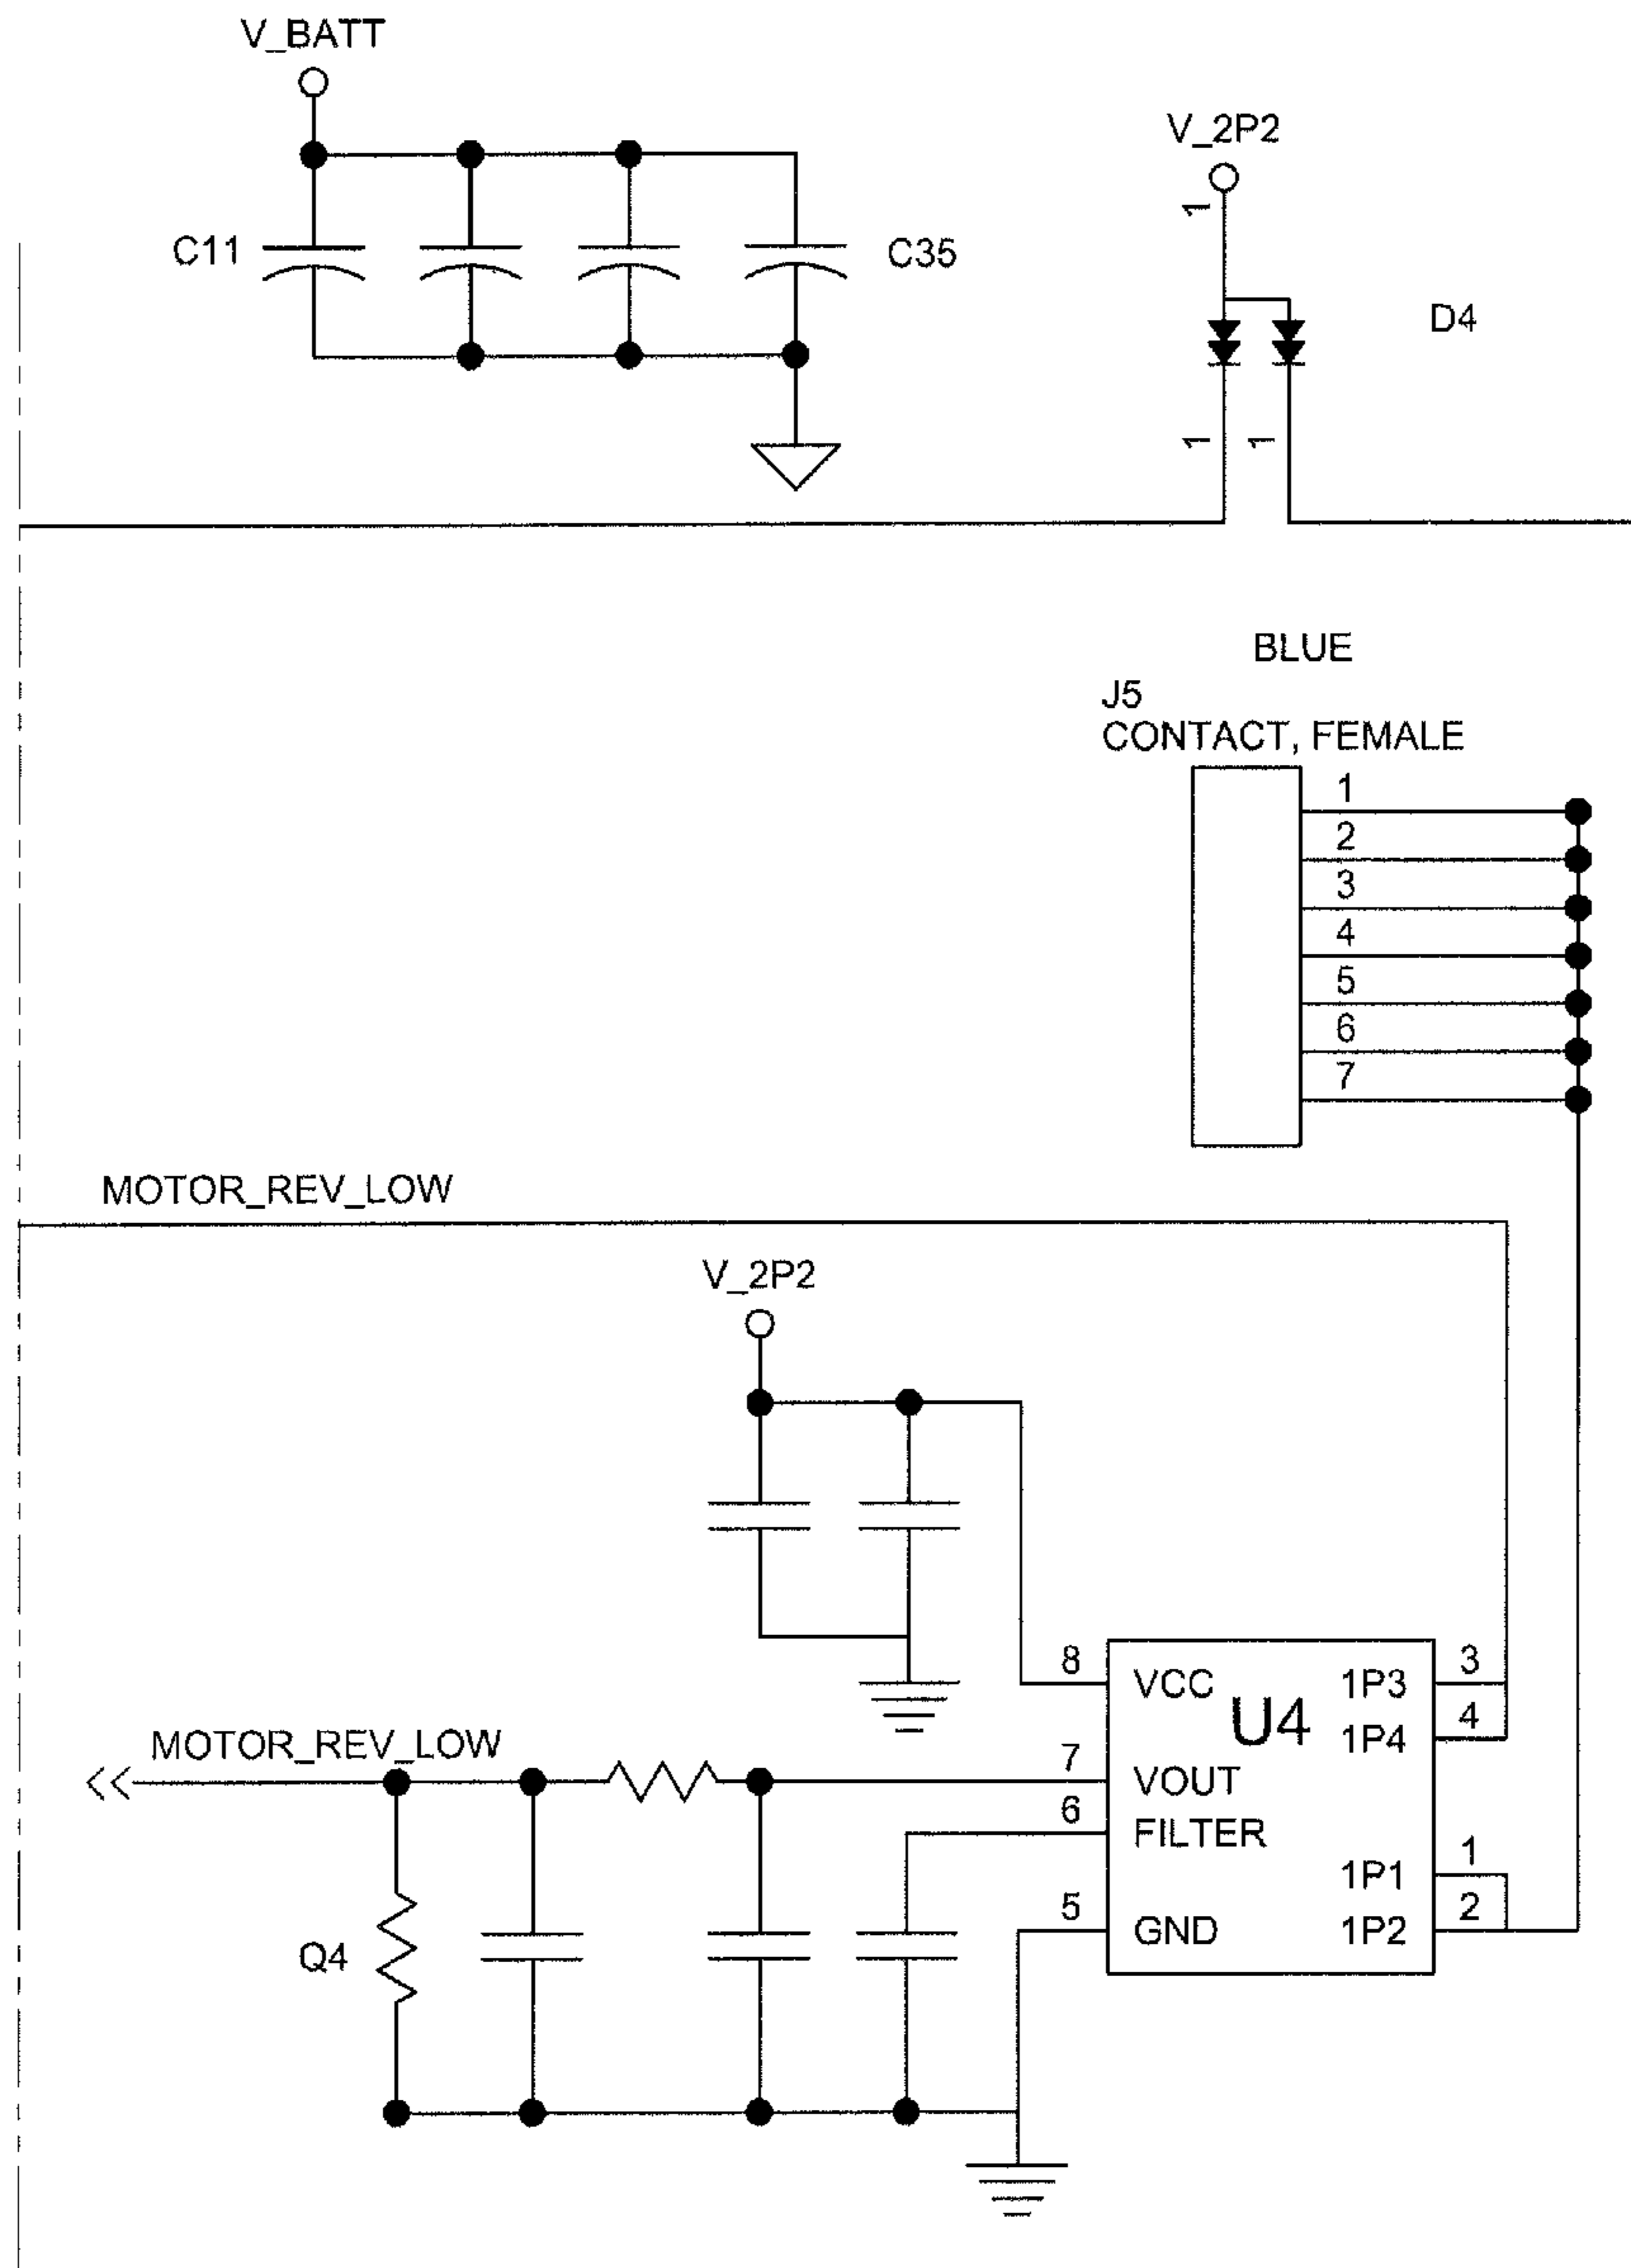 V_BATT
V_2P2
1
C11
C35
D4
1
1
BLUE
J5
CONTACT, FEMALE
1
2
3
4
5
6
7
MOTOR_REV_LOW
V_2P2
8
VCC
1P3
3
U4
1P4
4
MOTOR_REV_LOW
7
VOUT
6
FILTER
1P1
1
5
GND
1P2
2
Q4